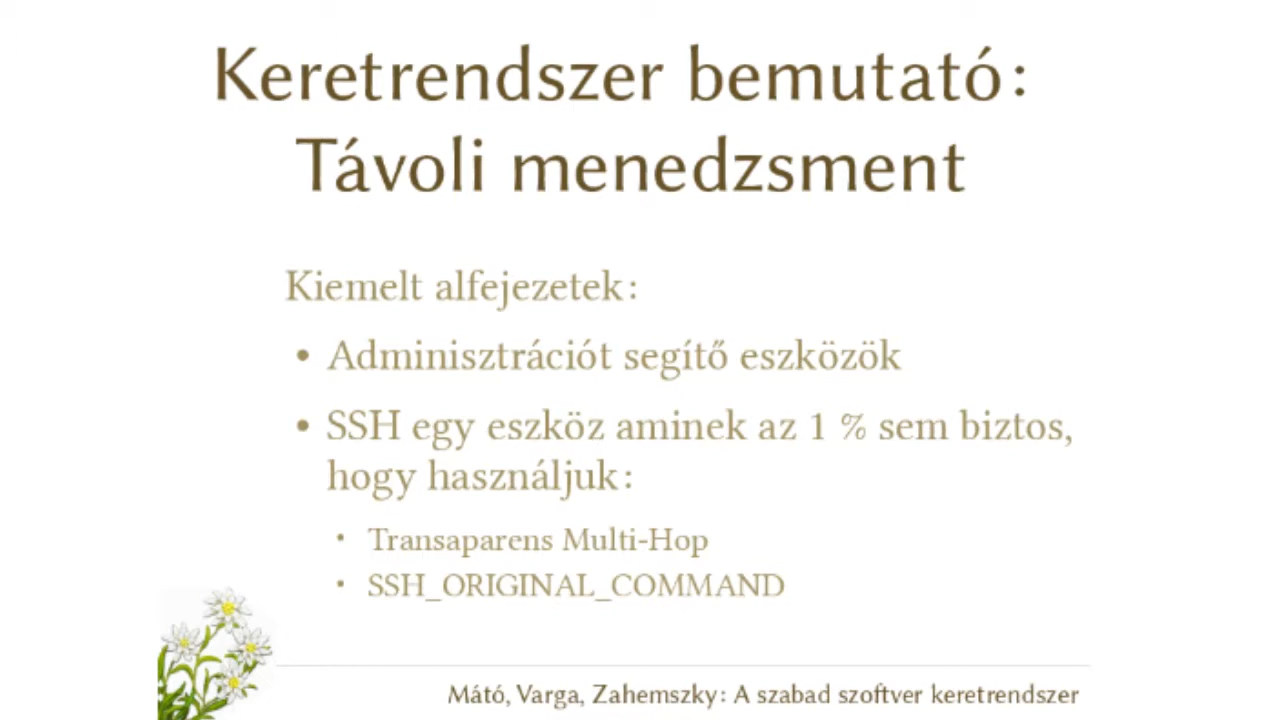 Keretrendszer bemutató:
Távoli menedzsment
Kiemelt alfejezetek:
• Adminisztrációt segítő eszközök
• SSH egy eszköz aminek az 1 % sem biztos,
hogy használjuk:
• Transaparens Multi-Hop
• SSH_ORIGINAL_COMMAND
Mátó, Varga, Zahemszky: A szabad szoftver keretrendszer